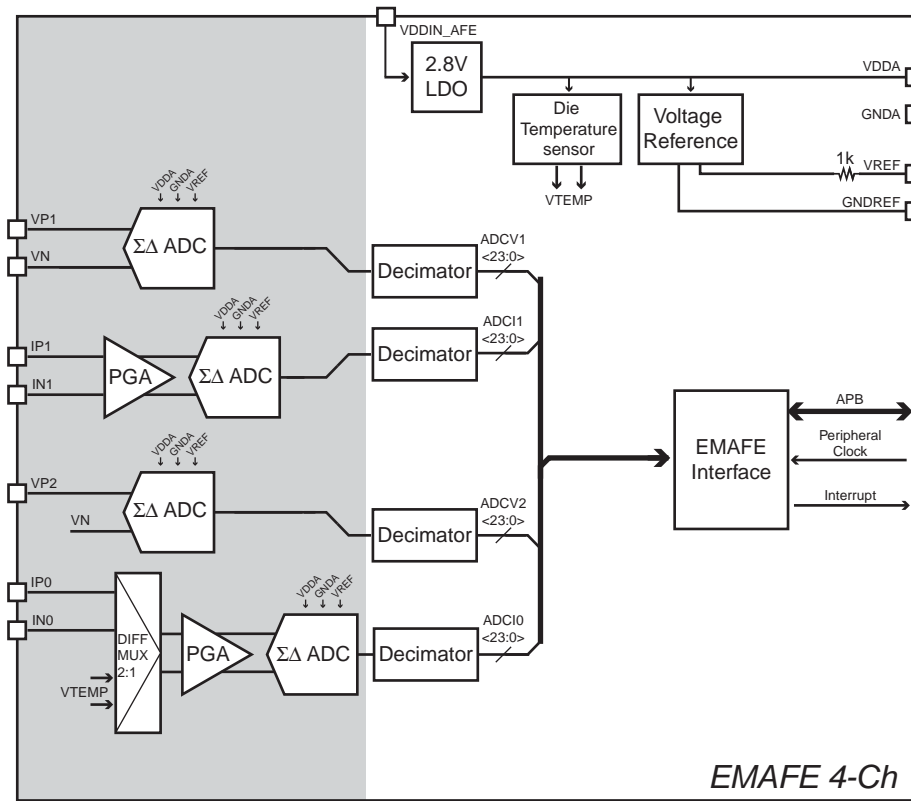 VDDIN_AFE
2.8V
LDO
VDDA
GNDA
Die
Temperature
sensor
VTEMP
Voltage
Reference
1k
VREF
GNDREF
VDDA
GNDA
VREF
VP1
VN
ΣΔ ADC
Decimator
ADCV1
<23:0>
VDDA
GNDA
VREF
IP1
IN1
PGA
ΣΔ ADC
Decimator
ADCI1
<23:0>
EMAFE
Interface
APB
Peripheral
Clock
Interrupt
VDDA
GNDA
VREF
VP2
VN
ΣΔ ADC
Decimator
ADCV2
<23:0>
IP0
IN0
VTEMP
DIFF
MUX
2:1
PGA
VDDA
GNDA
VREF
ΣΔ ADC
Decimator
ADCI0
<23:0>
EMAFE 4-Ch